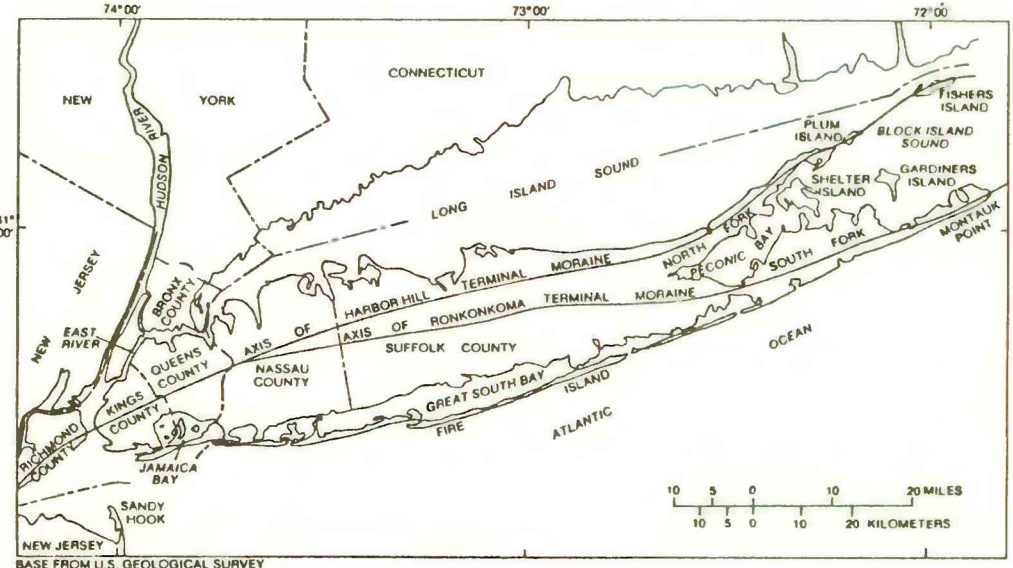 74°00'
73°00'
72°00'
CONNECTICUT
NEW YORK
HUDSON RIVER
FISHERS
ISLAND
PLUM
ISLAND
BLOCK ISLAND
SOUND
LONG ISLAND SOUND
SHELTER
ISLAND
GARDINERS
ISLAND
41°
00'
NORTH FORK
PECONIC BAY
SOUTH FORK
MONTAUK
POINT
NEW JERSEY
BRONX
COUNTY
AXIS OF HARBOR HILL TERMINAL MORAINE
AXIS OF RONKONKOMA TERMINAL MORAINE
EAST
RIVER
QUEENS
COUNTY
SUFFOLK COUNTY
NASSAU
COUNTY
OCEAN
KINGS
COUNTY
GREAT SOUTH BAY
FIRE ISLAND
ATLANTIC
RICHMOND
COUNTY
JAMAICA
BAY
SANDY
HOOK
NEW JERSEY
10 5 0 10 20 MILES
10 5 0 10 20 KILOMETERS
BASE FROM U.S. GEOLOGICAL SURVEY